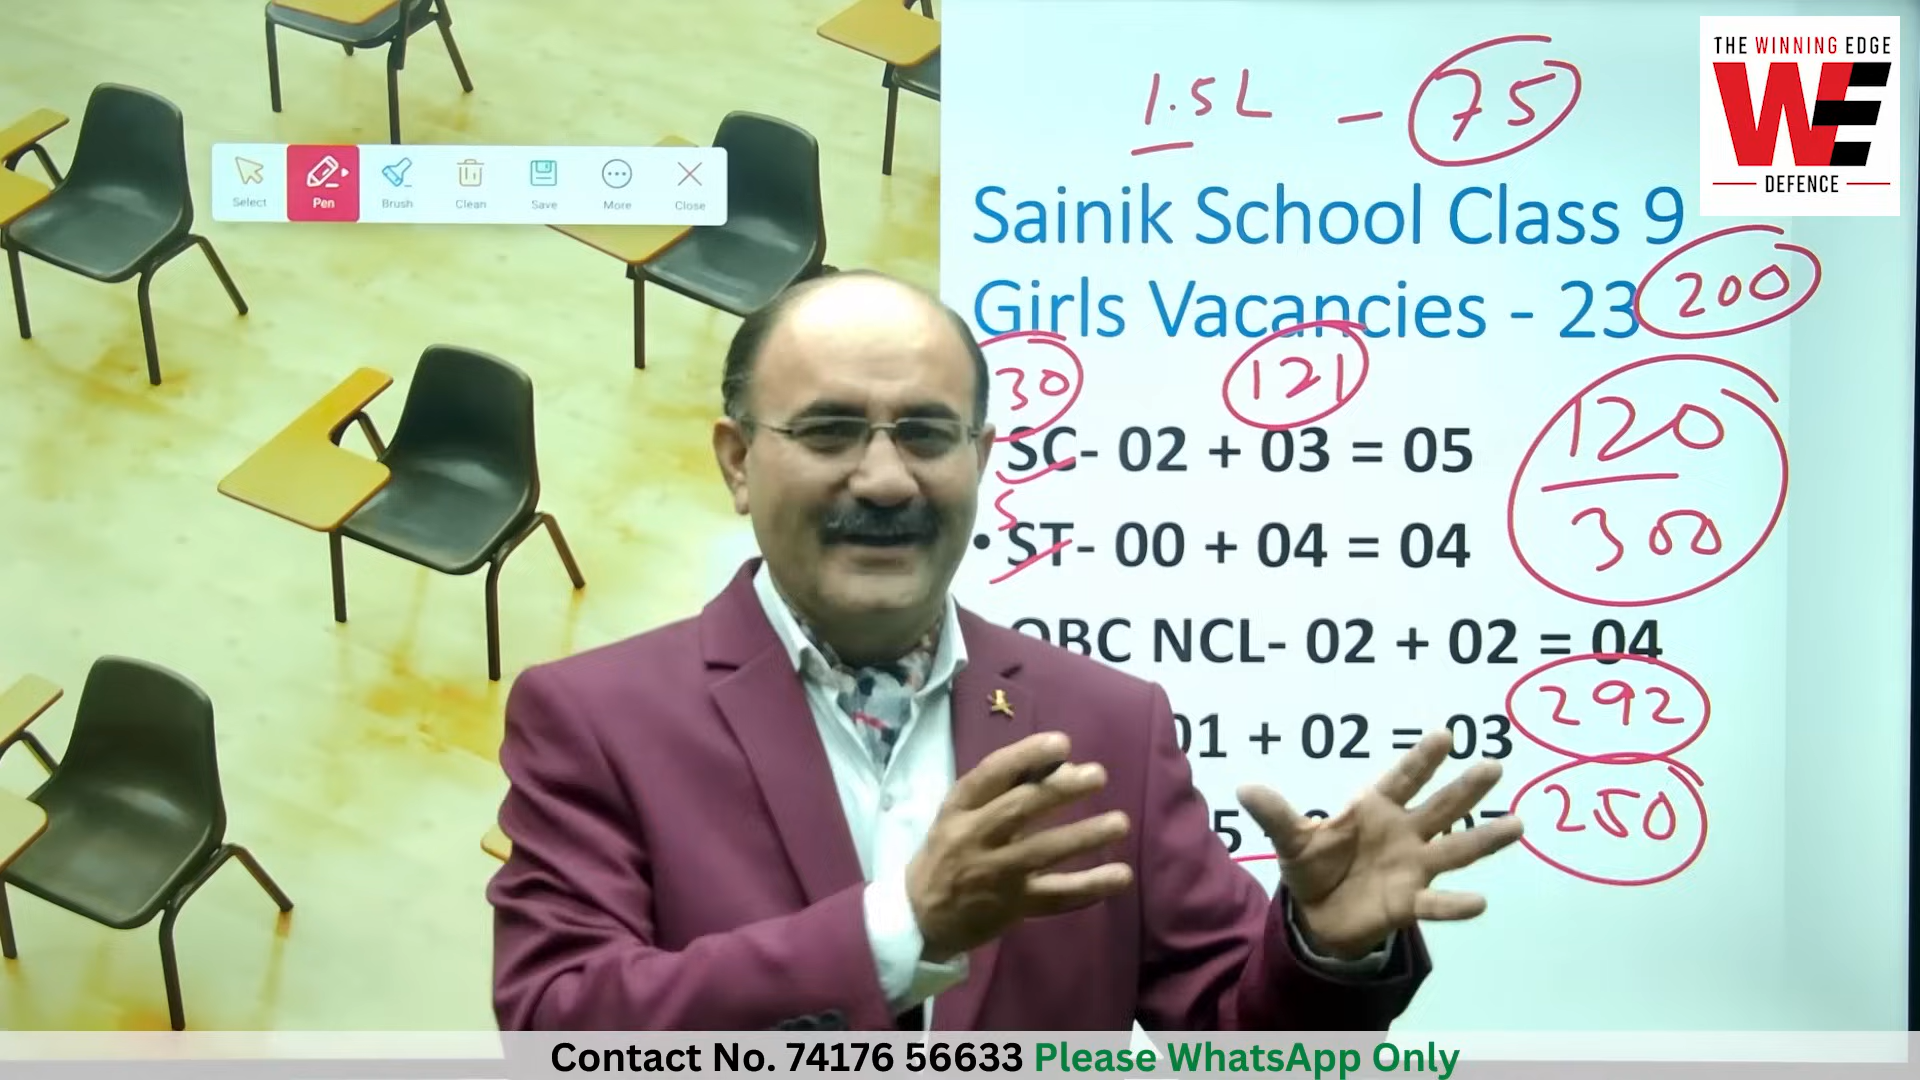 1.5 L - 75
THE WINNING EDGE
WE
DEFENCE
Select
Pen
Brush
Clean
Save
More
Close
Sainik School Class 9
Girls Vacancies - 23
200
30
121
120
300
SC- 02 + 03 = 05
5
• ST- 00 + 04 = 04
OBC NCL- 02 + 02 = 04
292
01 + 02 = 03
250
Contact No. 74176 56633 Please WhatsApp Only